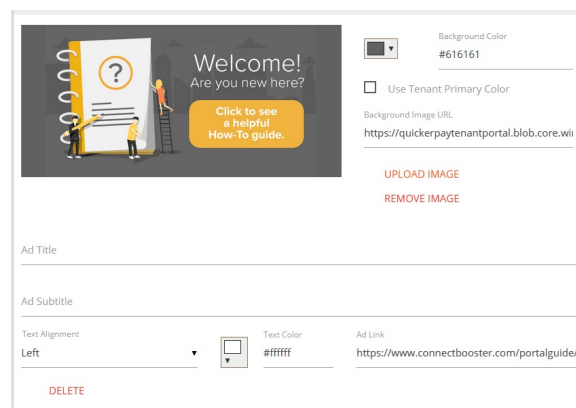 Welcome!
Are you new here?
Click to see
a helpful
How-To guide.
?
Background Color
#616161
Use Tenant Primary Color
Background Image URL
https://quickerpaytenantportal.blob.core.wi
UPLOAD IMAGE
REMOVE IMAGE
Ad Title
Ad Subtitle
Text Alignment
Left
Text Color
#ffffff
Ad Link
https://www.connectbooster.com/portalguide/
DELETE